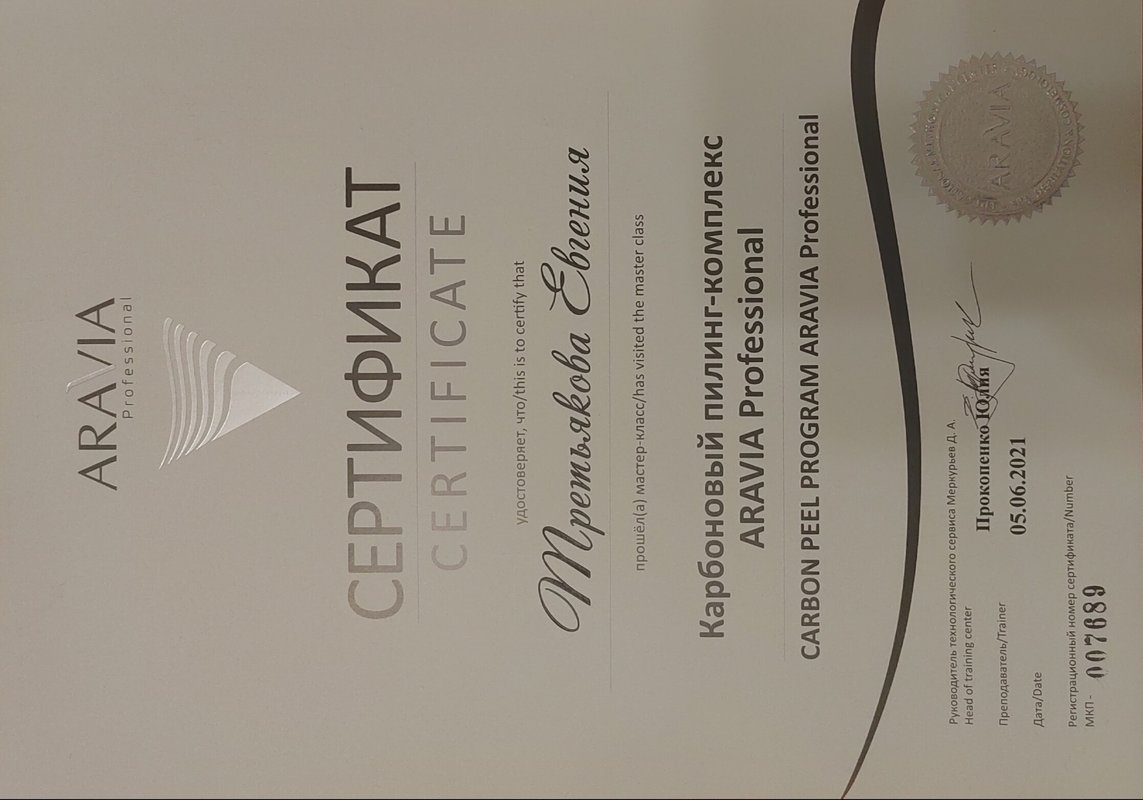 ARAVIA
Professional
СЕРТИФИКАТ
CERTIFICATE
удостоверяет, что/this is to certify that
Третьякова Евгения
прошёл(а) мастер-класс/has visited the master class
Карбоновый пилинг-комплекс
ARAVIA Professional
CARBON PEEL PROGRAM ARAVIA Professional
Руководитель технологического сервиса Меркурьев Д. А.
Head of training center
Преподаватель/Trainer Прокопенко Юлия
Дата/Date 05.06.2021
Регистрационный номер сертификата/Number
МКП - 007689
ARAVIA